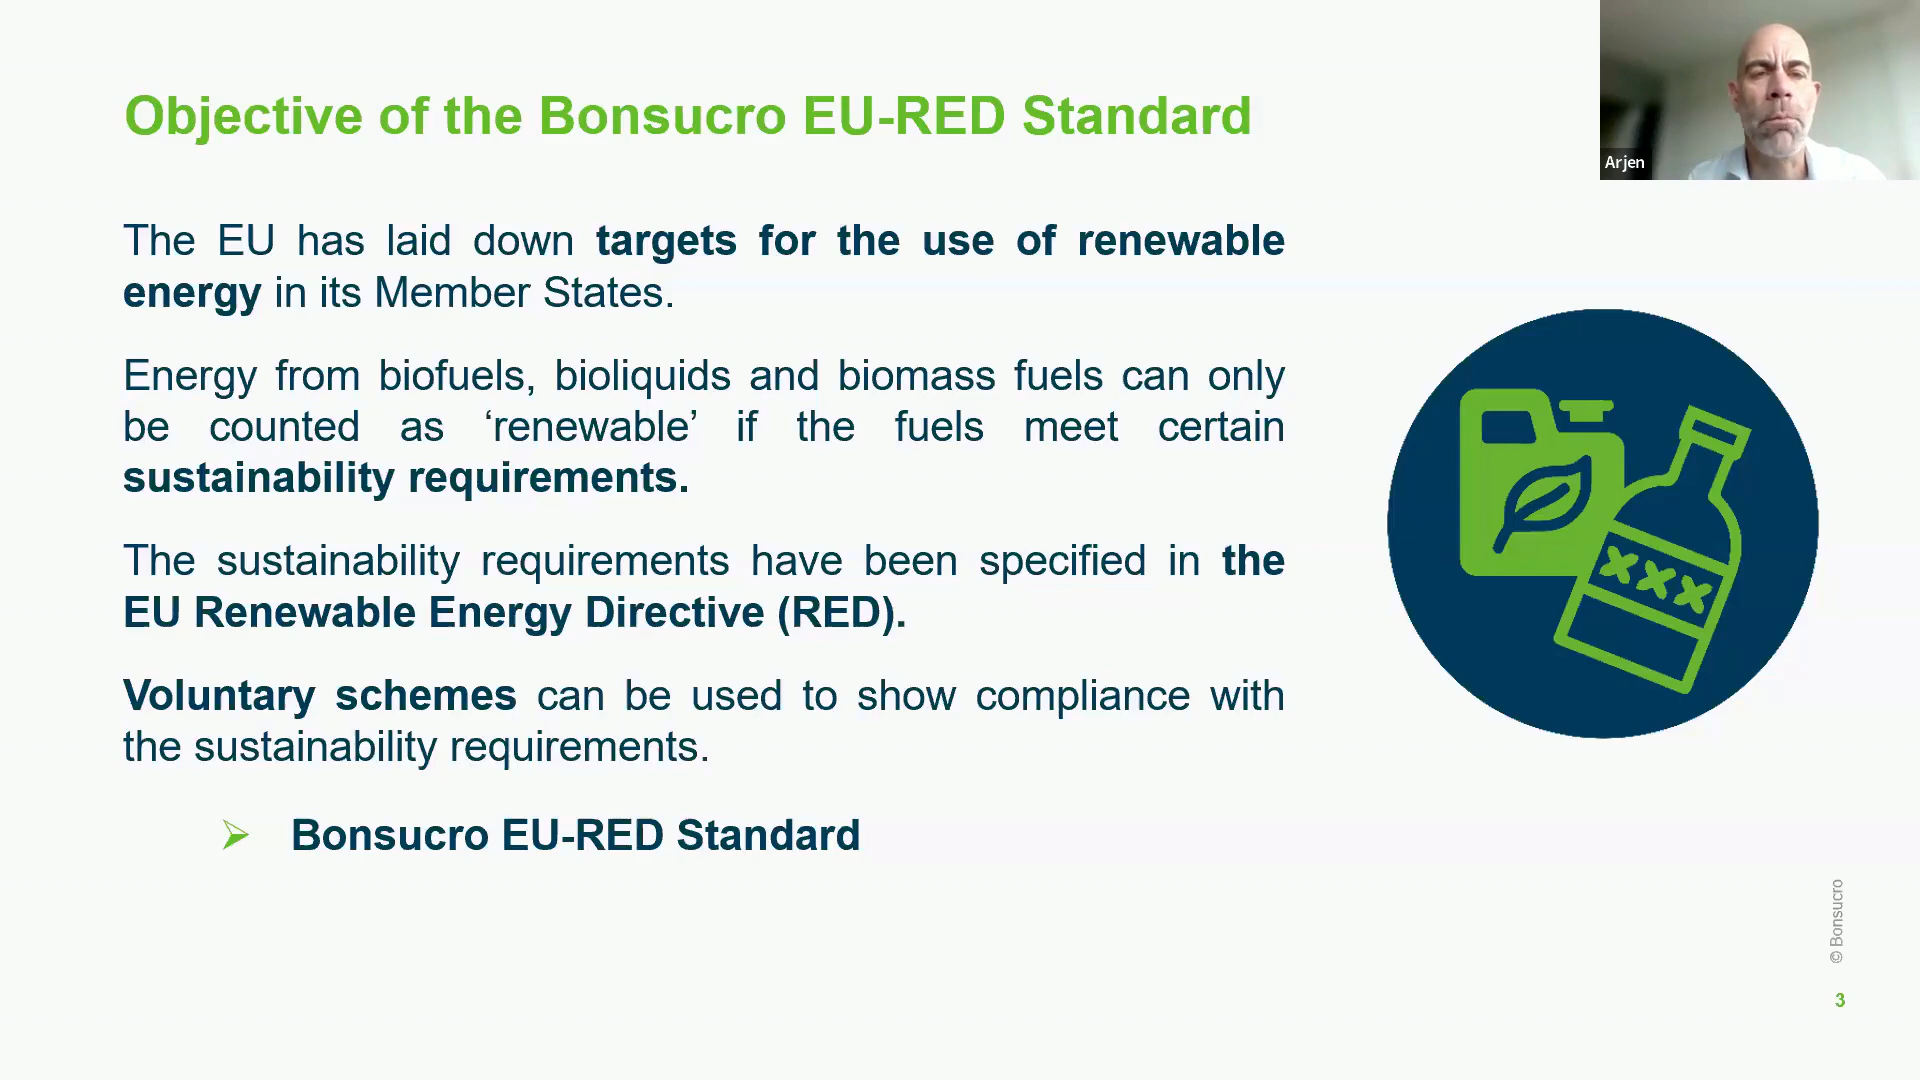 Objective of the Bonsucro EU-RED Standard
Arjen
The EU has laid down targets for the use of renewable
energy in its Member States.
Energy from biofuels, bioliquids and biomass fuels can only
be counted as ‘renewable’ if the fuels meet certain
sustainability requirements.
The sustainability requirements have been specified in the
EU Renewable Energy Directive (RED).
Voluntary schemes can be used to show compliance with
the sustainability requirements.
➢ Bonsucro EU-RED Standard
XXX
© Bonsucro
3